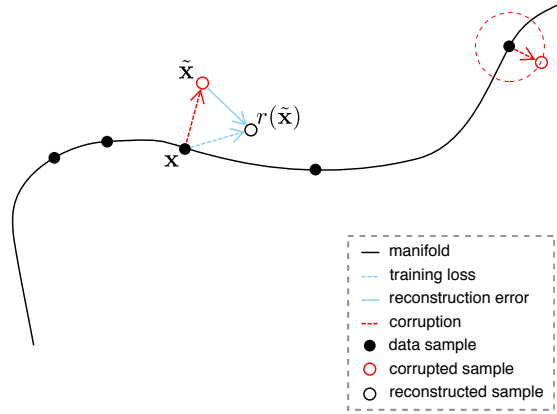 x̃
r(x̃)
x
manifold
training loss
reconstruction error
corruption
data sample
corrupted sample
reconstructed sample